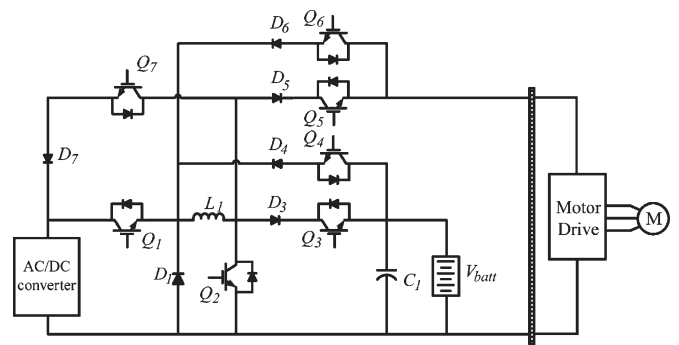 D6
Q6
Q7
D5
Q5
Q4
D7
D4
L1
D3
Q1
Q3
Motor
Drive
M
AC/DC
converter
D1
Q2
C1
Vbatt